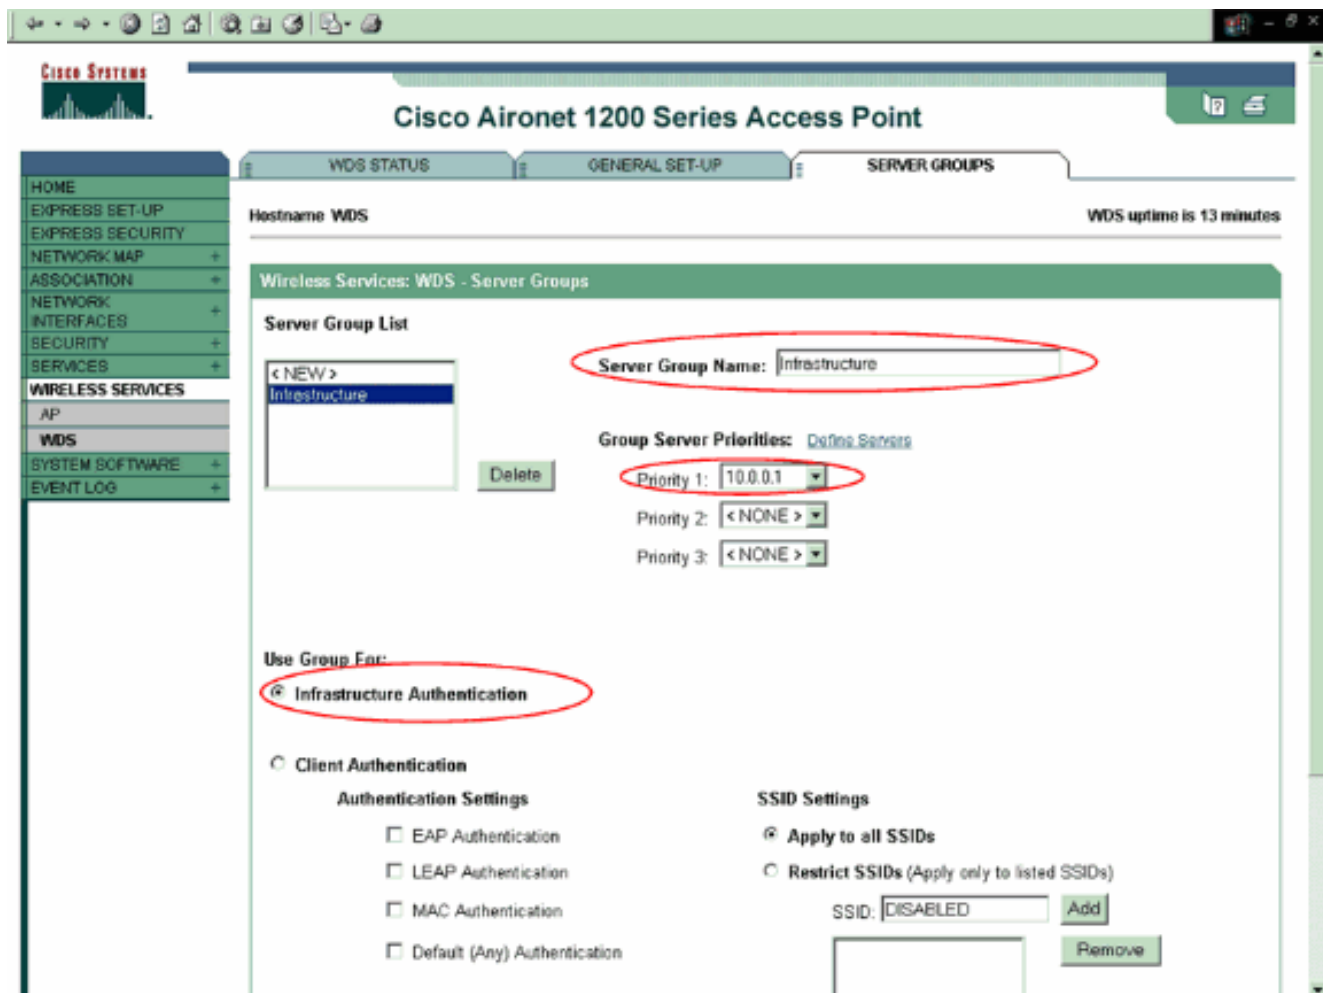 Cisco Systems
Cisco Aironet 1200 Series Access Point
WDS STATUS
GENERAL SET-UP
SERVER GROUPS
HOME
EXPRESS SET-UP
EXPRESS SECURITY
NETWORK MAP +
ASSOCIATION +
NETWORK
INTERFACES +
SECURITY +
SERVICES +
WIRELESS SERVICES
AP
WDS
SYSTEM SOFTWARE +
EVENT LOG +
Hostname WDS
WDS uptime is 13 minutes
Wireless Services: WDS - Server Groups
Server Group List
< NEW >
Infrastructure
Delete
Server Group Name: Infrastructure
Group Server Priorities: Define Servers
Priority 1: 10.0.0.1
Priority 2: < NONE >
Priority 3: < NONE >
Use Group For:
Infrastructure Authentication
Client Authentication
Authentication Settings
EAP Authentication
LEAP Authentication
MAC Authentication
Default (Any) Authentication
SSID Settings
Apply to all SSIDs
Restrict SSIDs (Apply only to listed SSIDs)
SSID: DISABLED Add
Remove